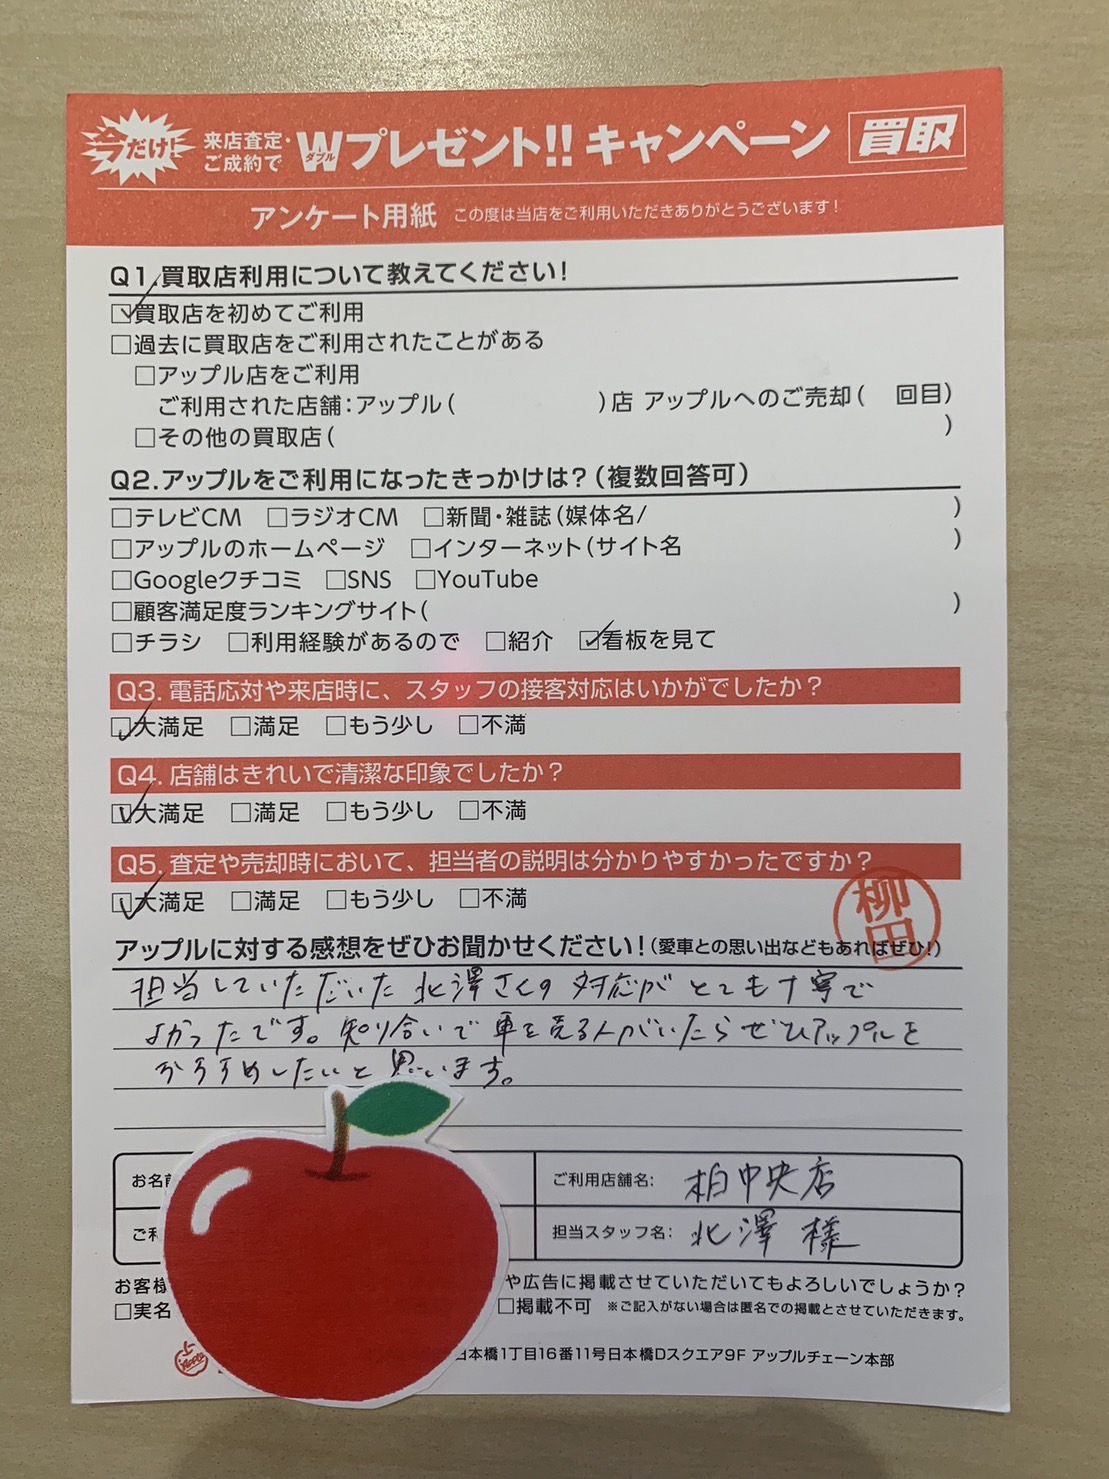 今だけ!
来店査定・ご成約で Wダブルプレゼント!! キャンペーン 買取
アンケート用紙 この度は当店をご利用いただきありがとうございます!
Q1.買取店利用について教えてください!
□買取店を初めてご利用
□過去に買取店をご利用されたことがある
□アップル店をご利用
ご利用された店舗:アップル( )店 アップルへのご売却( 回目)
□その他の買取店( )
Q2.アップルをご利用になったきっかけは?(複数回答可)
□テレビCM □ラジオCM □新聞・雑誌(媒体名/ )
□アップルのホームページ □インターネット(サイト名 )
□Googleクチコミ □SNS □YouTube
□顧客満足度ランキングサイト( )
□チラシ □利用経験があるので □紹介 □看板を見て
Q3. 電話応対や来店時に、スタッフの接客対応はいかがでしたか?
□大満足 □満足 □もう少し □不満
Q4. 店舗はきれいで清潔な印象でしたか?
□大満足 □満足 □もう少し □不満
Q5. 査定や売却時において、担当者の説明は分かりやすかったですか?
□大満足 □満足 □もう少し □不満
柳田
アップルに対する感想をぜひお聞かせください!(愛車との思い出などもあればぜひ!)
担当していただいた北澤さんの対応がとても丁寧で
よかったです。知り合いで車を売る人がいたらぜひアップルを
おすすめしたいと思います。
お名前
ご利用店舗名: 柏中央店
ご利
担当スタッフ名: 北澤 様
お客様 や広告に掲載させていただいてもよろしいでしょうか?
□実名 □掲載不可 ※ご記入がない場合は匿名での掲載とさせていただきます。
Apple
日本橋1丁目16番11号日本橋Dスクエア9F アップルチェーン本部